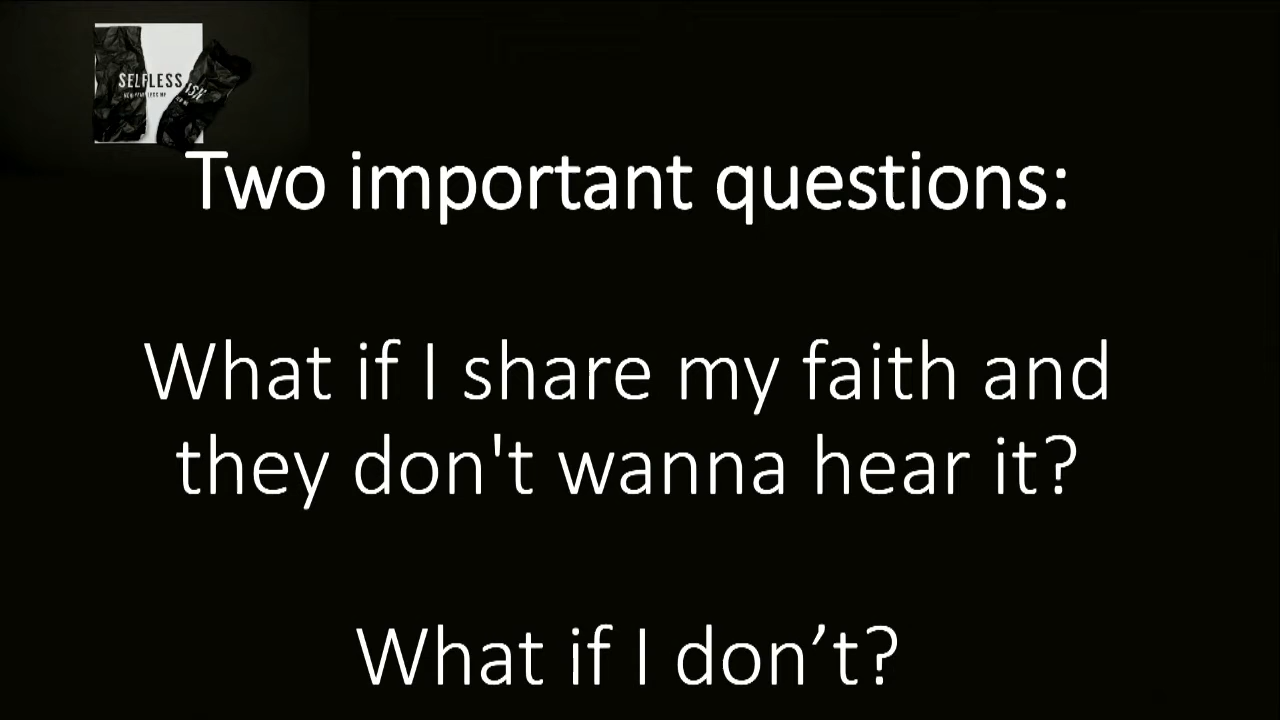 SELFLESS
Two important questions:
What if I share my faith and
they don't wanna hear it?
What if I don’t?